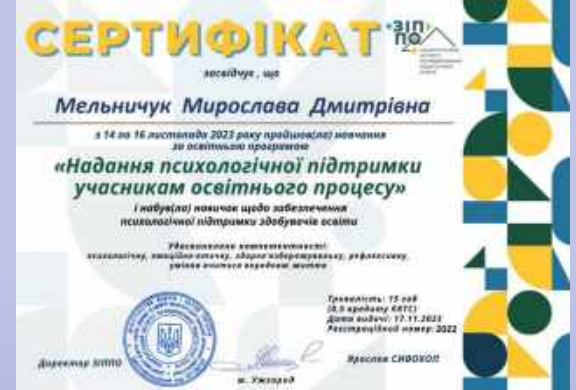 СЕРТИФІКАТ
ЗІП
ПО
засвідчує, що
Мельничук Мирослава Дмитрівна
з 14 по 16 листопада 2023 року пройшов(ла) навчання
за освітньою програмою
«Надання психологічної підтримки
учасникам освітнього процесу»
і набув(ла) навичок щодо забезпечення
психологічної підтримки здобувачів освіти
Удосконалено компетентності:
психологічну, емоційно-етичну, здоров'язбережувальну, рефлексивну,
уміння вчитися впродовж життя
Тривалість: 15 год
(0,5 кредиту ЄКТС)
Дата видачі: 17.11.2023
Реєстраційний номер: 2022
Директор ЗІППО
Ярослав СИВОХОП
м. Ужгород